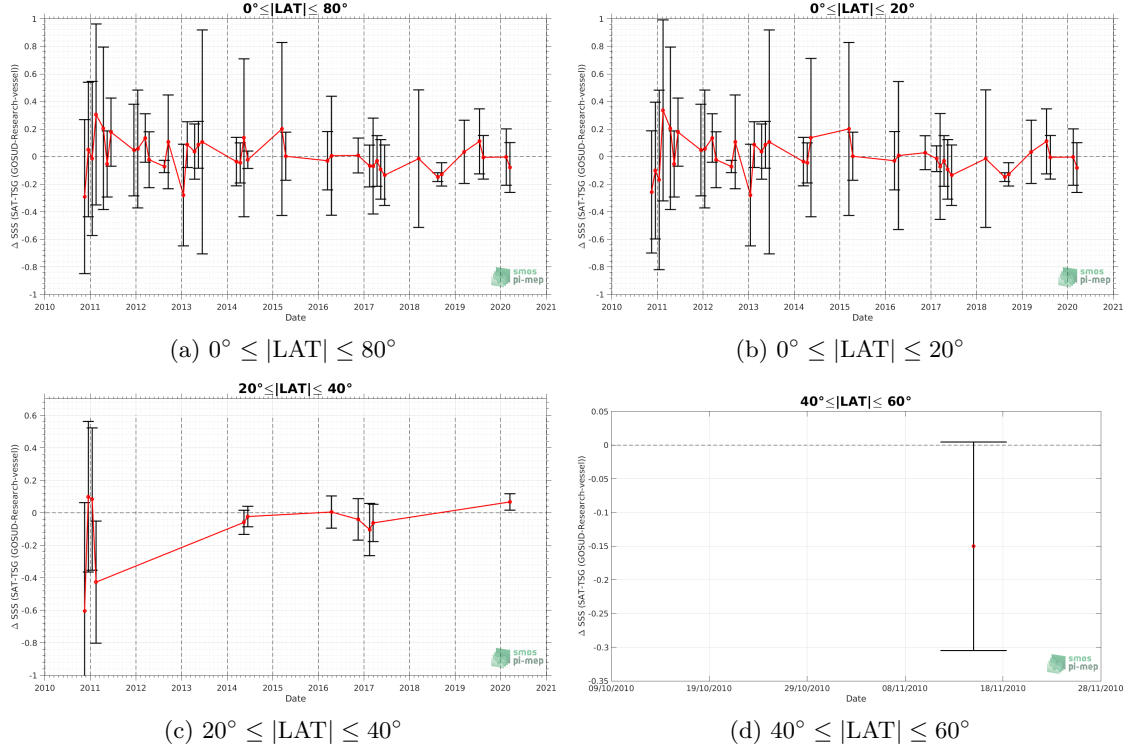 0°≤|LAT|≤ 80°
Δ SSS (SAT-TSG (GOSUD-Research-vessel))
1
0.8
0.6
0.4
0.2
0
-0.2
-0.4
-0.6
-0.8
-1
2010 2011 2012 2013 2014 2015 2016 2017 2018 2019 2020 2021
Date
smos
pi-mep
(a) 0° ≤ |LAT| ≤ 80°
0°≤|LAT|≤ 20°
Δ SSS (SAT-TSG (GOSUD-Research-vessel))
1
0.8
0.6
0.4
0.2
0
-0.2
-0.4
-0.6
-0.8
-1
2010 2011 2012 2013 2014 2015 2016 2017 2018 2019 2020 2021
Date
smos
pi-mep
(b) 0° ≤ |LAT| ≤ 20°
20°≤|LAT|≤ 40°
Δ SSS (SAT-TSG (GOSUD-Research-vessel))
0.6
0.4
0.2
0
-0.2
-0.4
-0.6
-0.8
-1
2010 2011 2012 2013 2014 2015 2016 2017 2018 2019 2020 2021
Date
smos
pi-mep
(c) 20° ≤ |LAT| ≤ 40°
40°≤|LAT|≤ 60°
Δ SSS (SAT-TSG (GOSUD-Research-vessel))
0.05
0
-0.05
-0.1
-0.15
-0.2
-0.25
-0.3
-0.35
09/10/2010 19/10/2010 29/10/2010 08/11/2010 18/11/2010 28/11/2010
Date
smos
pi-mep
(d) 40° ≤ |LAT| ≤ 60°